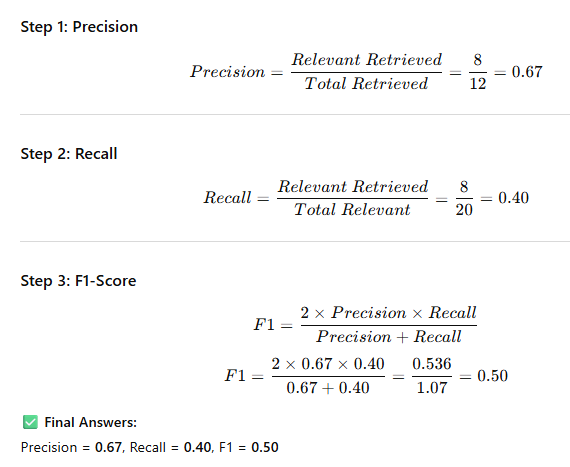 Step 1: Precision
Precision = Relevant Retrieved / Total Retrieved = 8 / 12 = 0.67
Step 2: Recall
Recall = Relevant Retrieved / Total Relevant = 8 / 20 = 0.40
Step 3: F1-Score
F1 = 2 × Precision × Recall / Precision + Recall
F1 = 2 × 0.67 × 0.40 / 0.67 + 0.40 = 0.536 / 1.07 = 0.50
✅ Final Answers:
Precision = 0.67, Recall = 0.40, F1 = 0.50